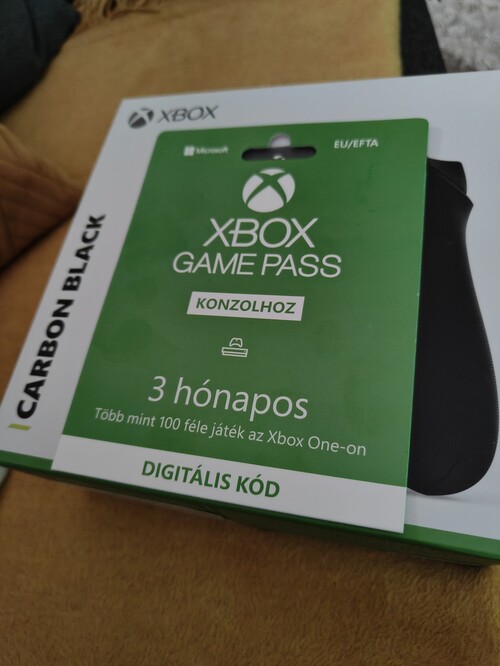 XBOX
CARBON BLACK
Microsoft
EU/EFTA
XBOX
GAME PASS
KONZOLHOZ
3 hónapos
Több mint 100 féle játék az Xbox One-on
DIGITÁLIS KÓD